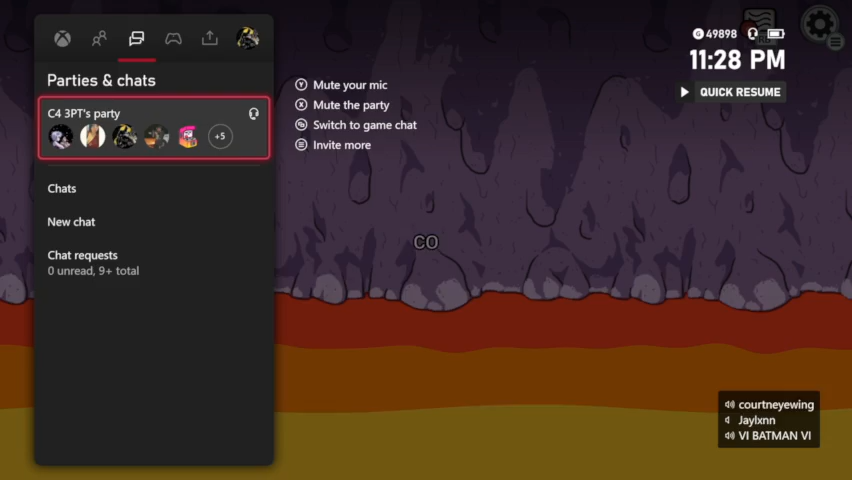 Parties & chats
C4 3PT's party
+5
Chats
New chat
Chat requests
0 unread, 9+ total
Y Mute your mic
X Mute the party
Switch to game chat
Invite more
CO
G 49898
11:28 PM
QUICK RESUME
courtneyewing
Jaylxnn
VI BATMAN VI